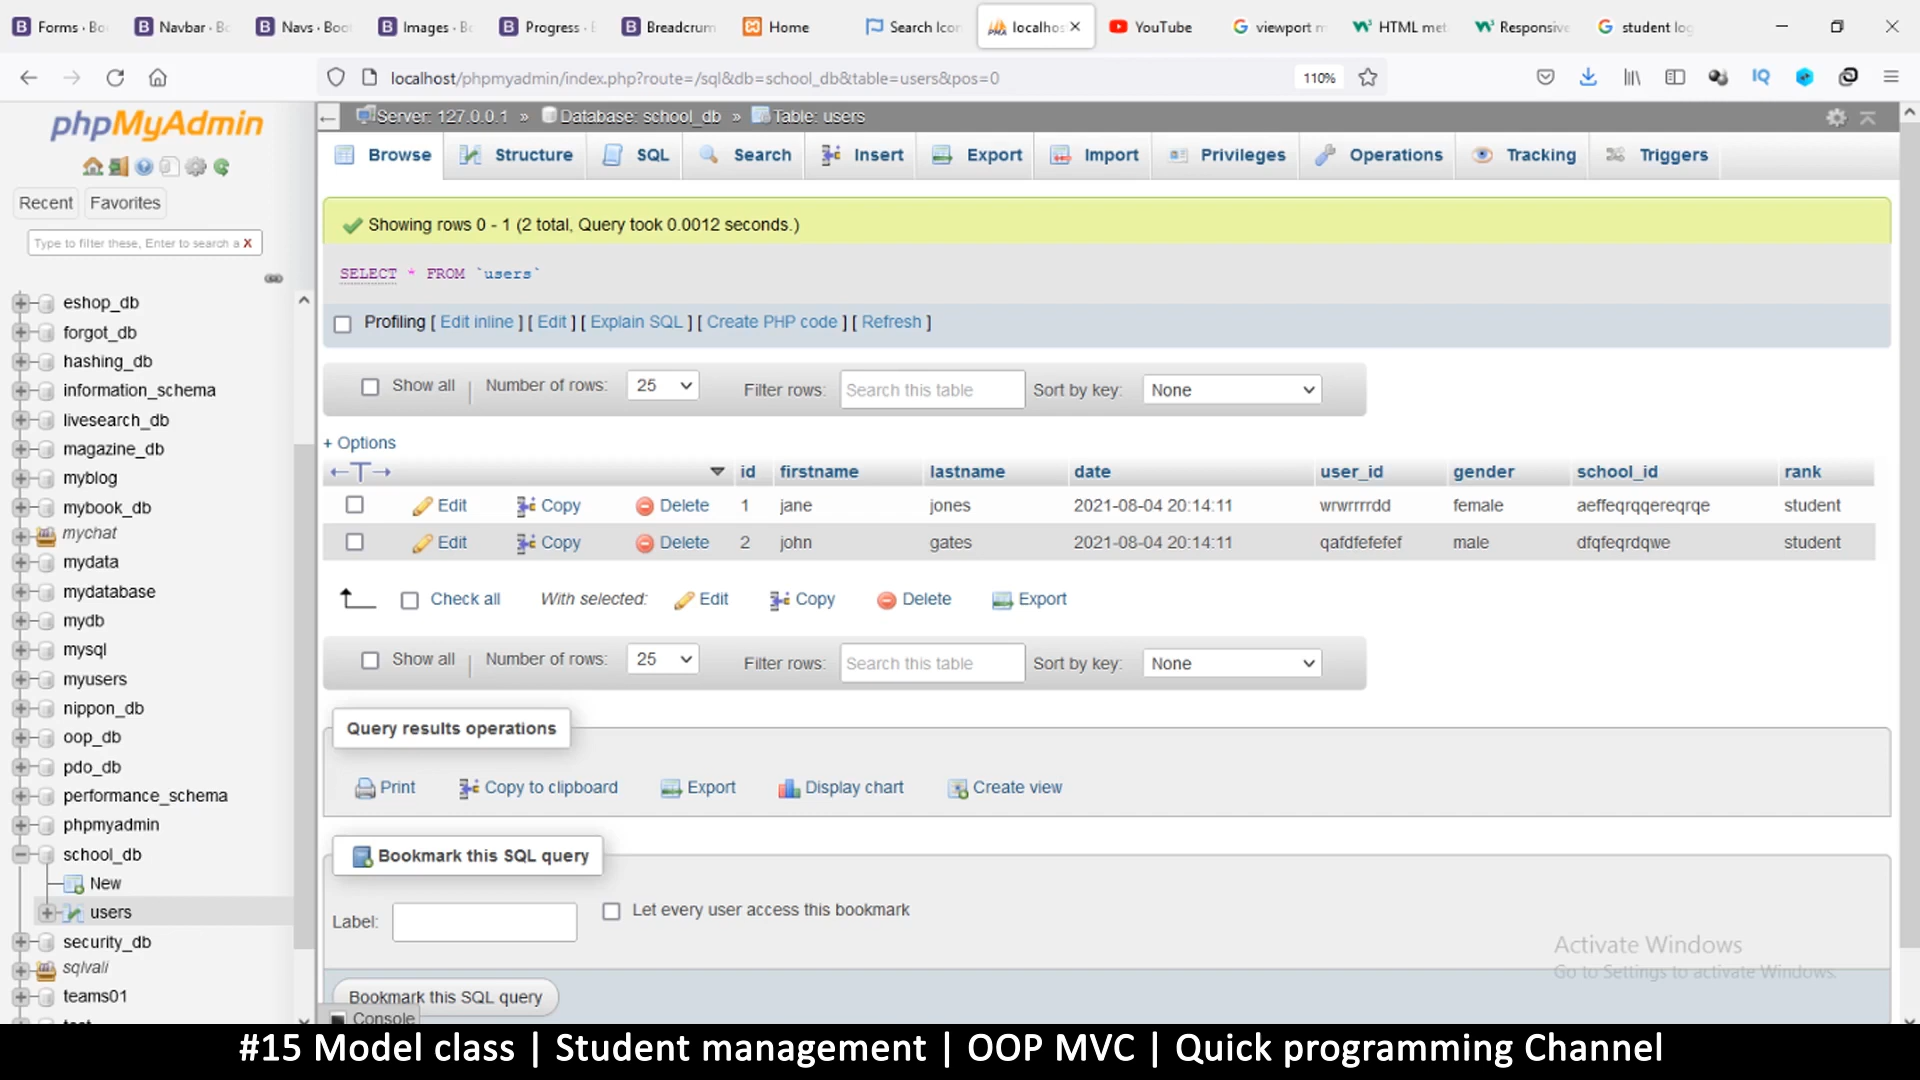 Forms · Bo
Navbar · Bo
Navs · Boo
Images · Bo
Progress ·
Breadcrum
Home
Search Icon
localhos
YouTube
viewport m
HTML met
Responsive
student log
localhost/phpmyadmin/index.php?route=/sql&db=school_db&table=users&pos=0
110%
IQ
phpMyAdmin
Recent
Favorites
Type to filter these, Enter to search a X
eshop_db
forgot_db
hashing_db
information_schema
livesearch_db
magazine_db
myblog
mybook_db
mychat
mydata
mydatabase
mydb
mysql
myusers
nippon_db
oop_db
pdo_db
performance_schema
phpmyadmin
school_db
New
users
security_db
sqlvali
teams01
Server: 127.0.0.1 » Database: school_db » Table: users
Browse Structure SQL Search Insert Export Import Privileges Operations Tracking Triggers
Showing rows 0 - 1 (2 total, Query took 0.0012 seconds.)
SELECT * FROM `users`
Profiling [ Edit inline ] [ Edit ] [ Explain SQL ] [ Create PHP code ] [ Refresh ]
Show all Number of rows: 25 Filter rows: Search this table Sort by key: None
+ Options
←T→ id firstname lastname date user_id gender school_id rank
Edit Copy Delete 1 jane jones 2021-08-04 20:14:11 wrwrrrrdd female aeffeqrqqereqrqe student
Edit Copy Delete 2 john gates 2021-08-04 20:14:11 qafdfefefef male dfqfeqrdqwe student
Check all With selected: Edit Copy Delete Export
Show all Number of rows: 25 Filter rows: Search this table Sort by key: None
Query results operations
Print Copy to clipboard Export Display chart Create view
Bookmark this SQL query
Label: Let every user access this bookmark
Activate Windows
Go to Settings to activate Windows.
Bookmark this SQL query
Console
#15 Model class | Student management | OOP MVC | Quick programming Channel